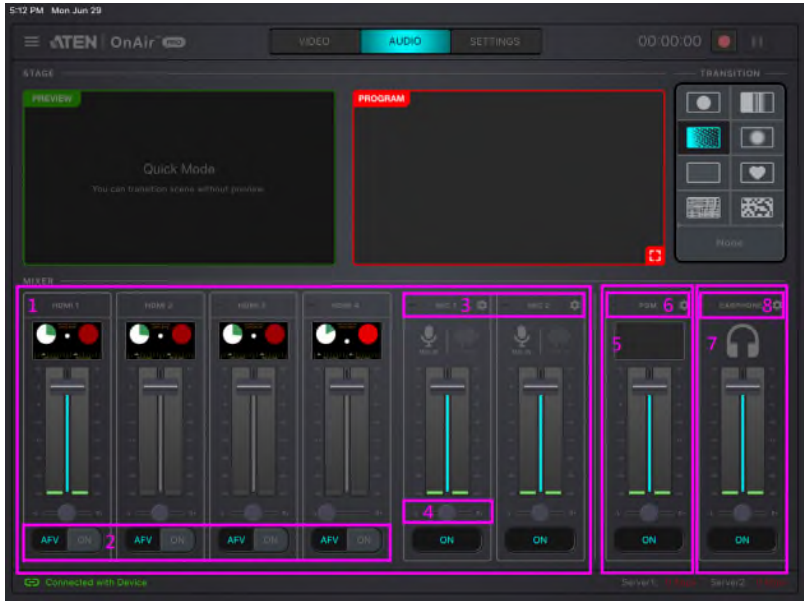 5:12 PM Mon Jun 29
ATEN OnAir PRO
VIDEO
AUDIO
SETTINGS
00:00:00
STAGE
TRANSITION
PREVIEW
PROGRAM
Quick Mode
You can transition scene without preview.
None
MIXER
1
HDMI 1
HDMI 2
HDMI 3
HDMI 4
MIC 1
3
MIC 2
PGM
6
EARPHONE
8
5
7
4
AFV ON
2
AFV ON
AFV ON
AFV ON
ON
ON
ON
ON
Connected with Device
Server1:
Server2: